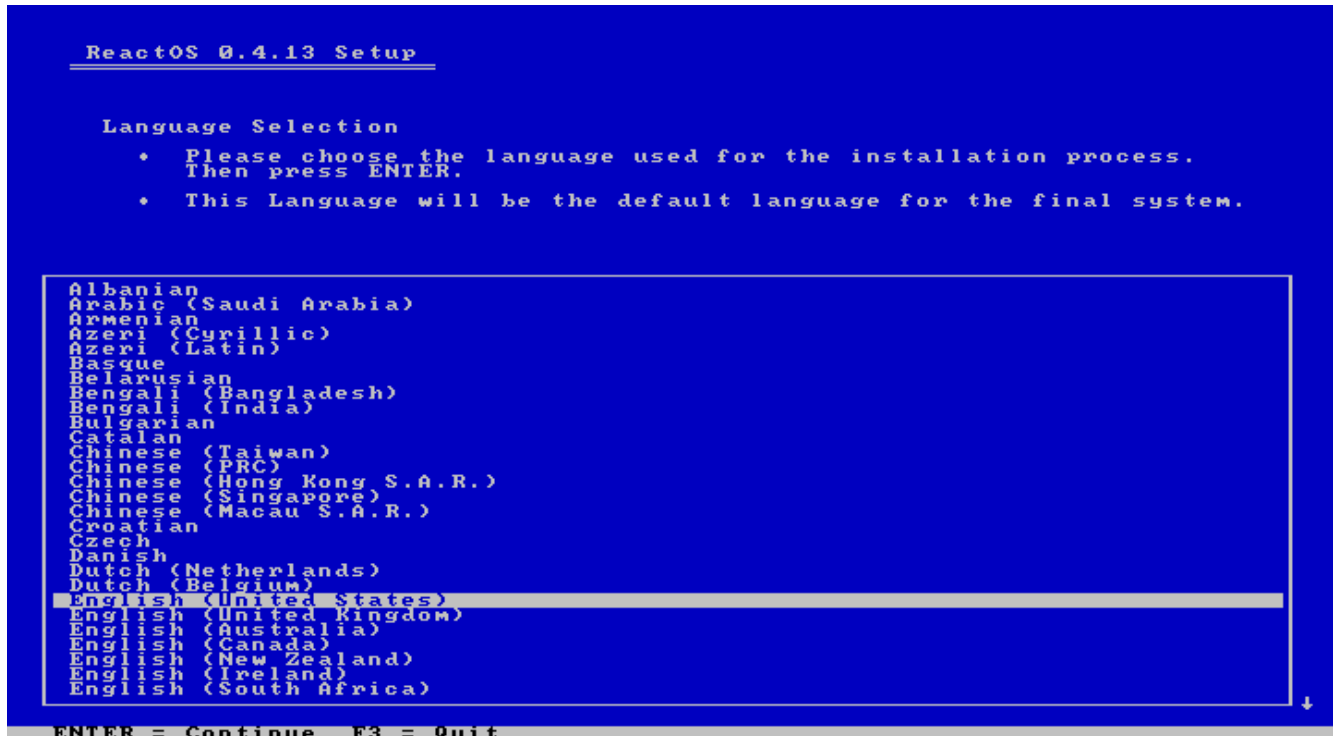 ReactOS 0.4.13 Setup
Language Selection
• Please choose the language used for the installation process.
Then press ENTER.
• This Language will be the default language for the final system.
Albanian
Arabic (Saudi Arabia)
Armenian
Azeri (Cyrillic)
Azeri (Latin)
Basque
Belarusian
Bengali (Bangladesh)
Bengali (India)
Bulgarian
Catalan
Chinese (Taiwan)
Chinese (PRC)
Chinese (Hong Kong S.A.R.)
Chinese (Singapore)
Chinese (Macau S.A.R.)
Croatian
Czech
Danish
Dutch (Netherlands)
Dutch (Belgium)
English (United States)
English (United Kingdom)
English (Australia)
English (Canada)
English (New Zealand)
English (Ireland)
English (South Africa)
ENTER = Continue F3 = Quit